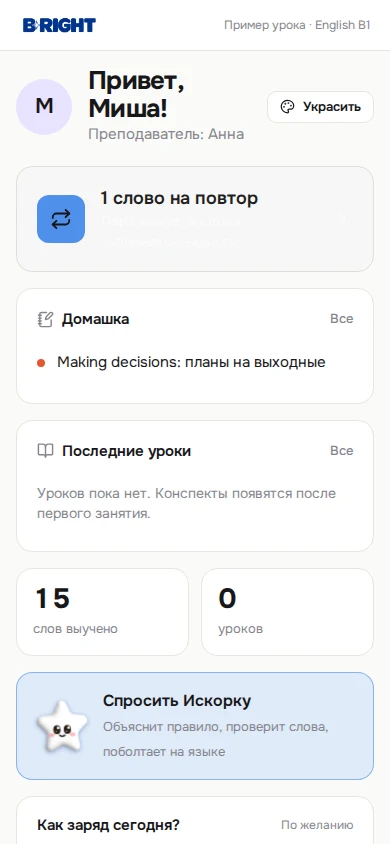 BRIGHT
Пример урока · English B1
M
Привет,
Миша!
Преподаватель: Анна
Украсить
1 слово на повтор
Домашка
Все
Making decisions: планы на выходные
Последние уроки
Все
Уроков пока нет. Конспекты появятся после
первого занятия.
15
слов выучено
0
уроков
Спросить Искорку
Объяснит правило, проверит слова,
поболтает на языке
Как заряд сегодня?
По желанию